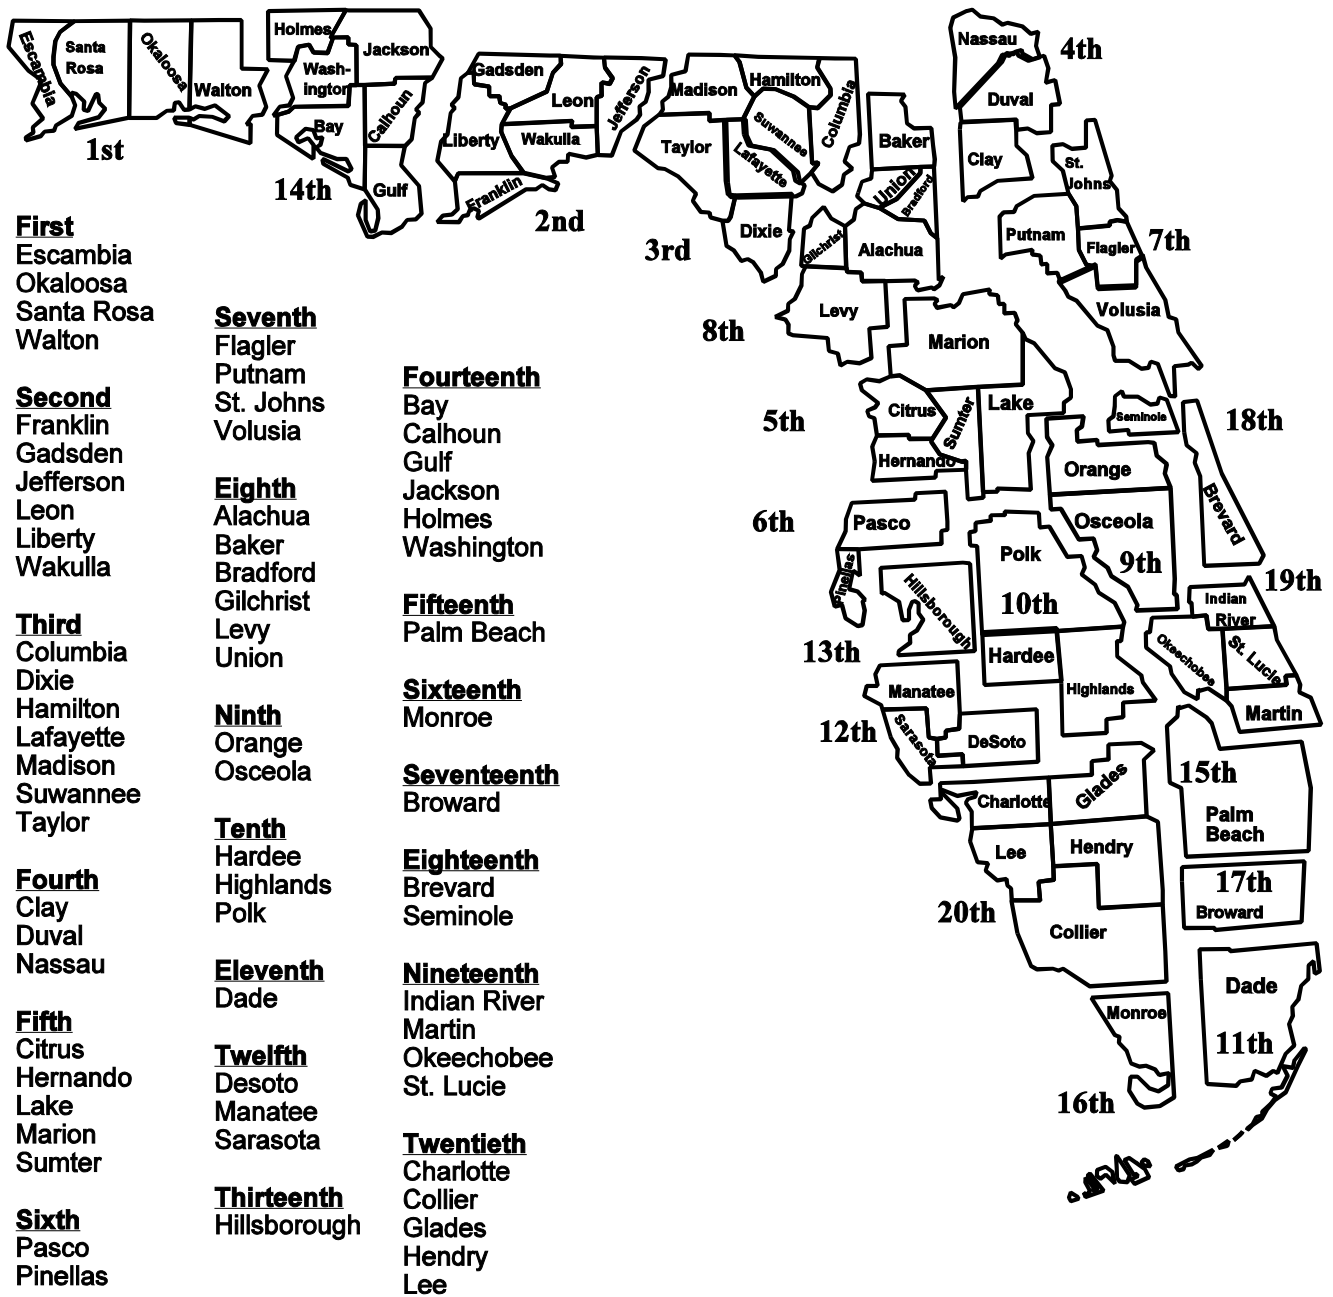 Escambia
Santa
Rosa
Okaloosa
Walton
1st
Holmes
Jackson
Wash-
ington
Bay
Calhoun
Gulf
14th
Gadsden
Leon
Jefferson
Liberty
Wakulla
Franklin
2nd
Madison
Hamilton
Columbia
Suwannee
Taylor
Lafayette
Dixie
3rd
Nassau
4th
Duval
Clay
Baker
Union
Bradford
Gilchrist
Alachua
Levy
8th
St.
Johns
Putnam
Flagler
7th
Volusia
Marion
Citrus
Sumter
Lake
Hernando
5th
Seminole
18th
Brevard
Orange
Osceola
9th
Pasco
6th
Pinellas
Polk
10th
Hardee
Highlands
Hillsborough
13th
Indian
River
19th
Okeechobee
St. Lucie
Martin
Manatee
12th
Sarasota
DeSoto
15th
Palm
Beach
Charlotte
Glades
Lee
Hendry
20th
Collier
17th
Broward
Dade
11th
Monroe
16th
First
Escambia
Okaloosa
Santa Rosa
Walton
Second
Franklin
Gadsden
Jefferson
Leon
Liberty
Wakulla
Third
Columbia
Dixie
Hamilton
Lafayette
Madison
Suwannee
Taylor
Fourth
Clay
Duval
Nassau
Fifth
Citrus
Hernando
Lake
Marion
Sumter
Sixth
Pasco
Pinellas
Seventh
Flagler
Putnam
St. Johns
Volusia
Eighth
Alachua
Baker
Bradford
Gilchrist
Levy
Union
Ninth
Orange
Osceola
Tenth
Hardee
Highlands
Polk
Eleventh
Dade
Twelfth
Desoto
Manatee
Sarasota
Thirteenth
Hillsborough
Fourteenth
Bay
Calhoun
Gulf
Jackson
Holmes
Washington
Fifteenth
Palm Beach
Sixteenth
Monroe
Seventeenth
Broward
Eighteenth
Brevard
Seminole
Nineteenth
Indian River
Martin
Okeechobee
St. Lucie
Twentieth
Charlotte
Collier
Glades
Hendry
Lee